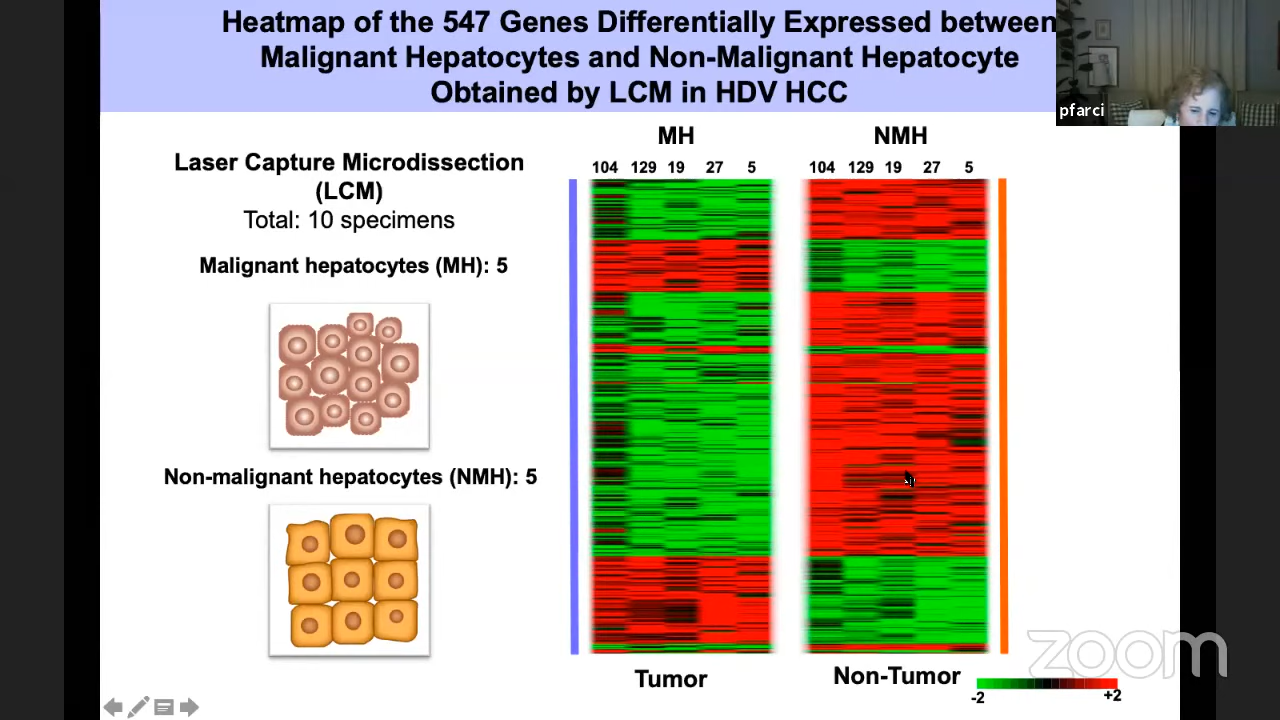 Heatmap of the 547 Genes Differentially Expressed between
Malignant Hepatocytes and Non-Malignant Hepatocyte
Obtained by LCM in HDV HCC
pfarci
Laser Capture Microdissection
(LCM)
Total: 10 specimens
Malignant hepatocytes (MH): 5
Non-malignant hepatocytes (NMH): 5
MH
104 129 19 27 5
NMH
104 129 19 27 5
Tumor
Non-Tumor
-2
+2
zoom